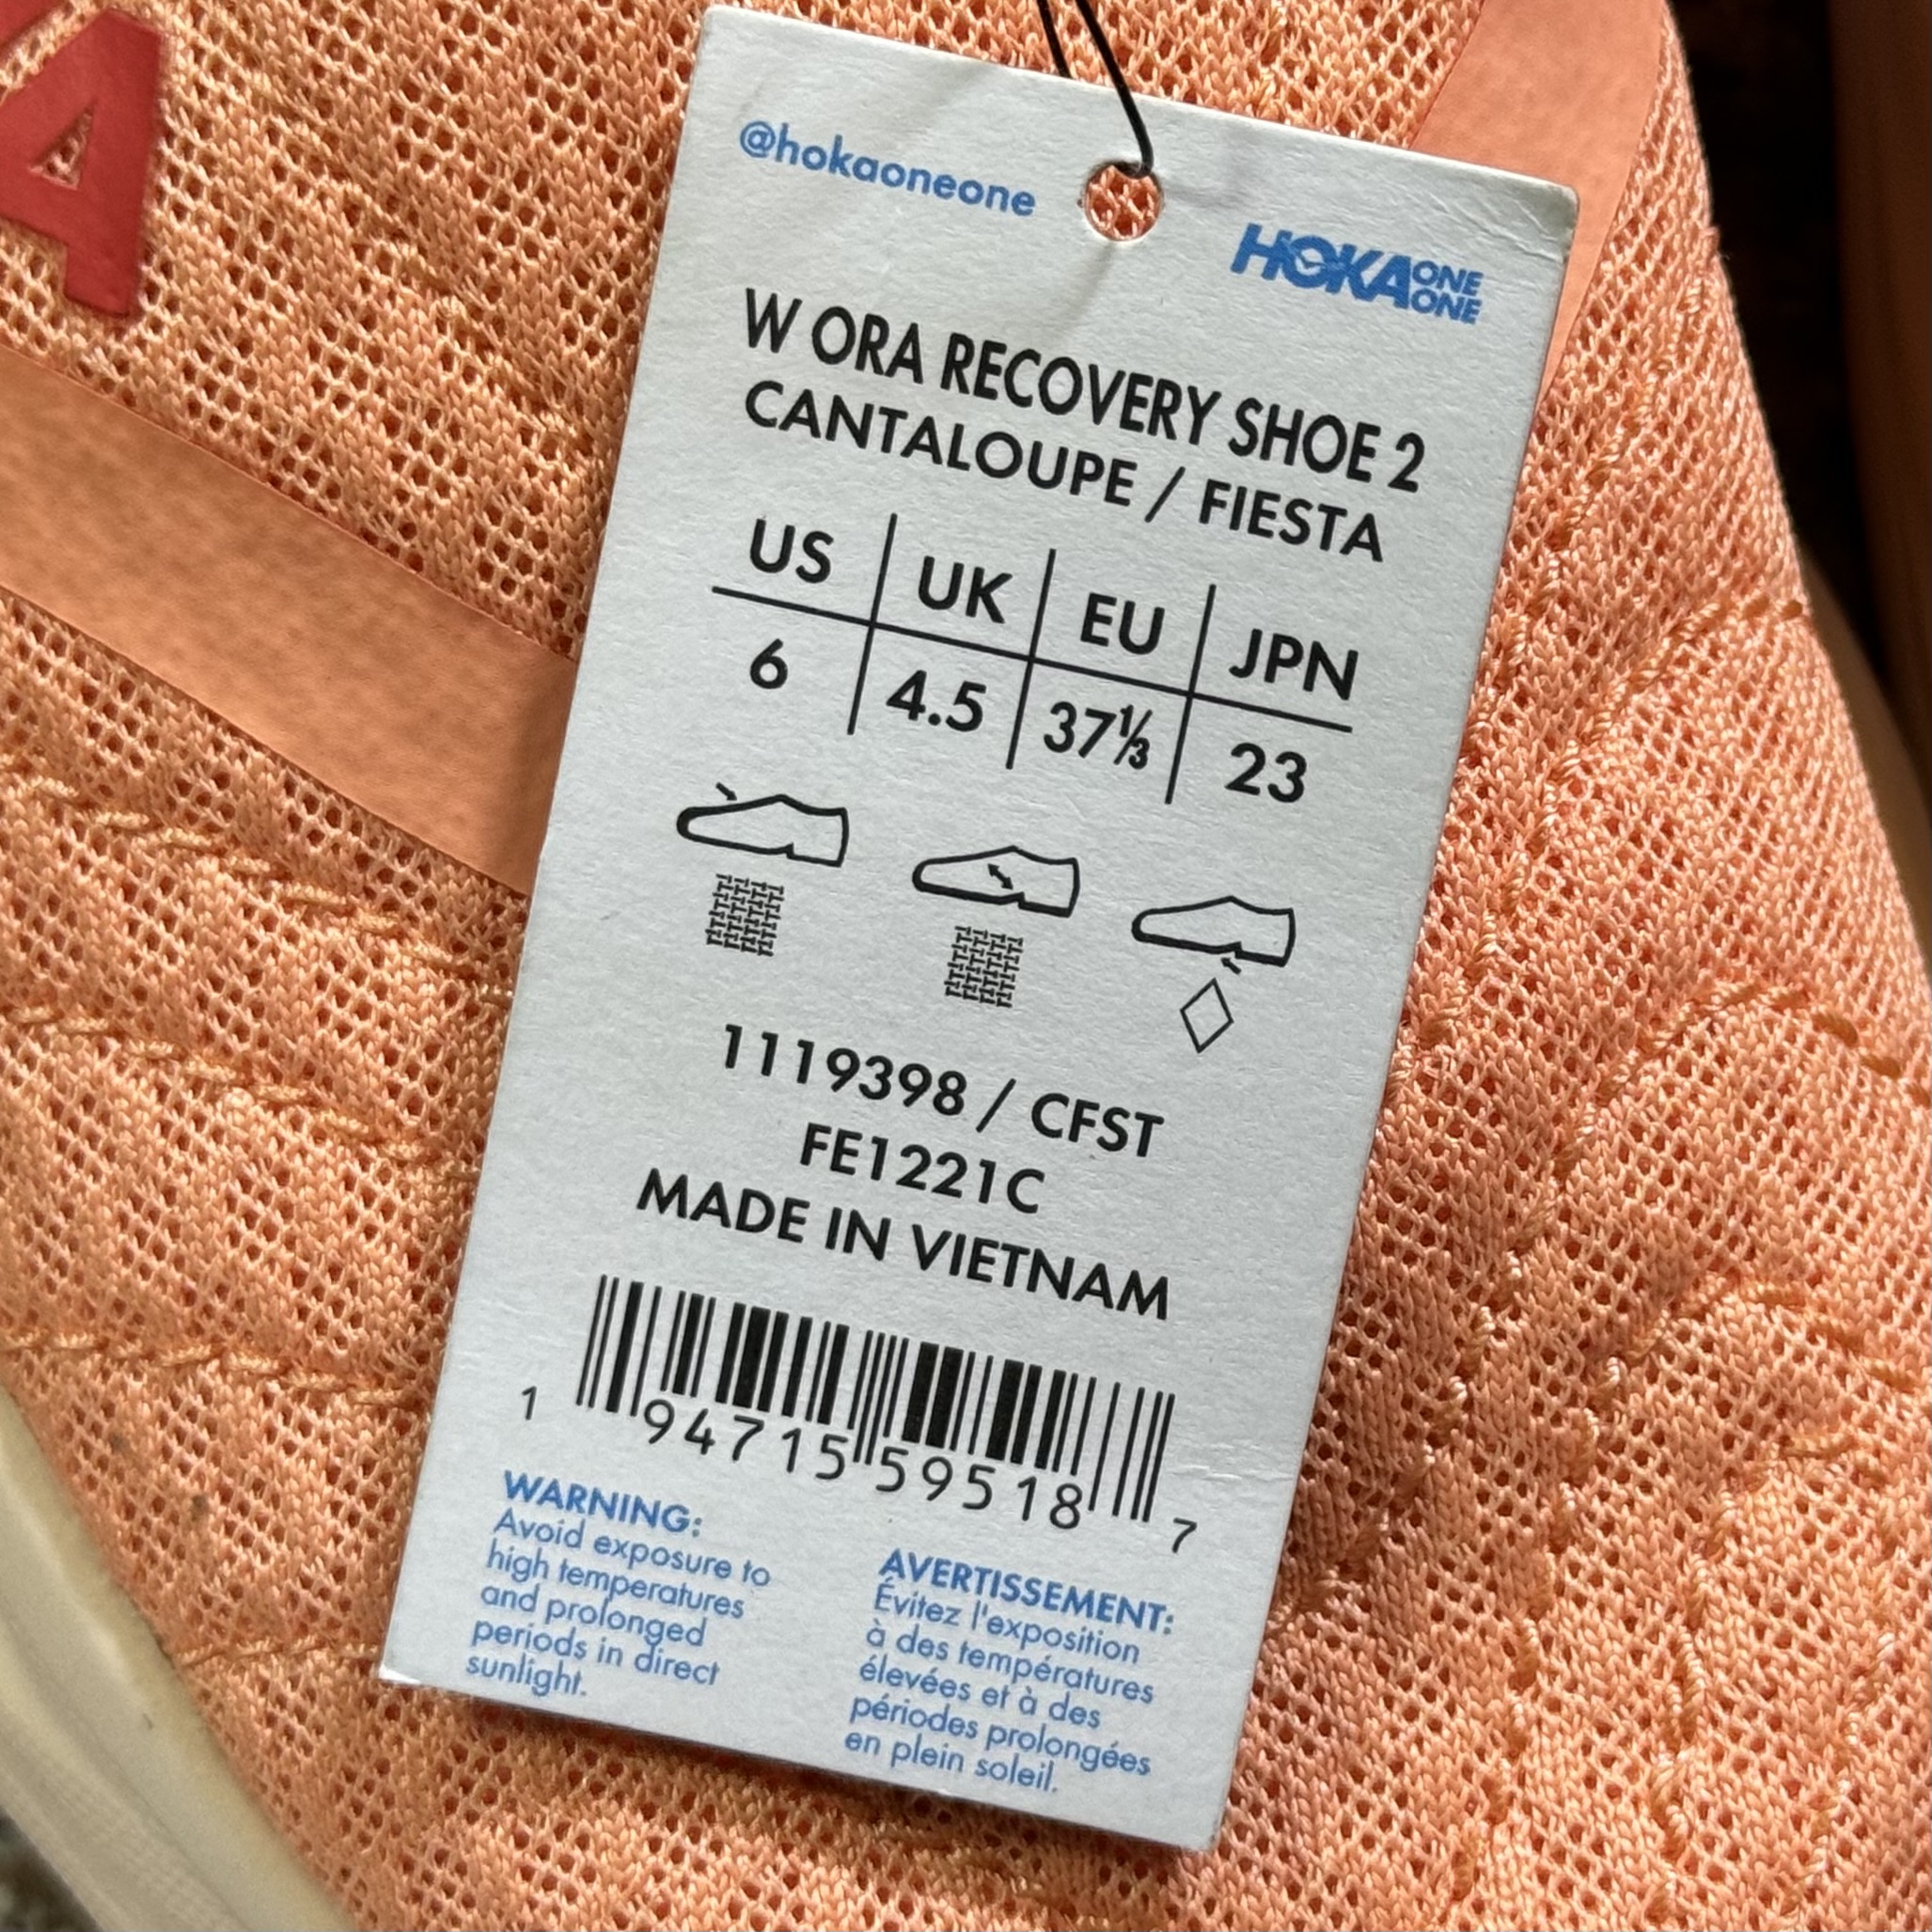 A
@hokaoneone
HOKA ONE ONE
W ORA RECOVERY SHOE 2
CANTALOUPE / FIESTA
US UK EU JPN
6 4.5 37⅓ 23
1119398 / CFST
FE1221C
MADE IN VIETNAM
1 94715 59518 7
WARNING:
Avoid exposure to
high temperatures
and prolonged
periods in direct
sunlight.
AVERTISSEMENT:
Évitez l'exposition
à des températures
élevées et à des
périodes prolongées
en plein soleil.